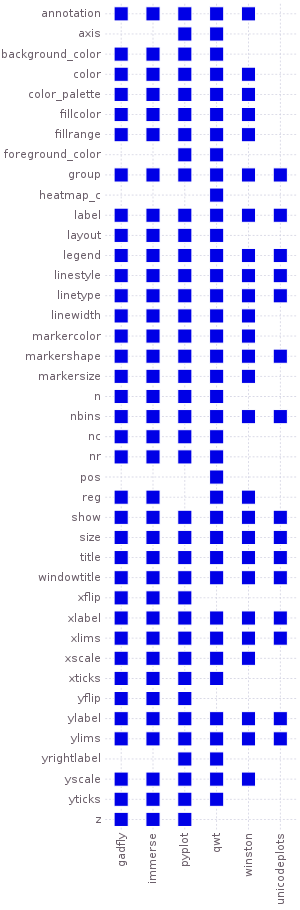 annotation
axis
background_color
color
color_palette
fillcolor
fillrange
foreground_color
group
heatmap_c
label
layout
legend
linestyle
linetype
linewidth
markercolor
markershape
markersize
n
nbins
nc
nr
pos
reg
show
size
title
windowtitle
xflip
xlabel
xlims
xscale
xticks
yflip
ylabel
ylims
yrightlabel
yscale
yticks
z
gadfly
immerse
pyplot
qwt
winston
unicodeplots